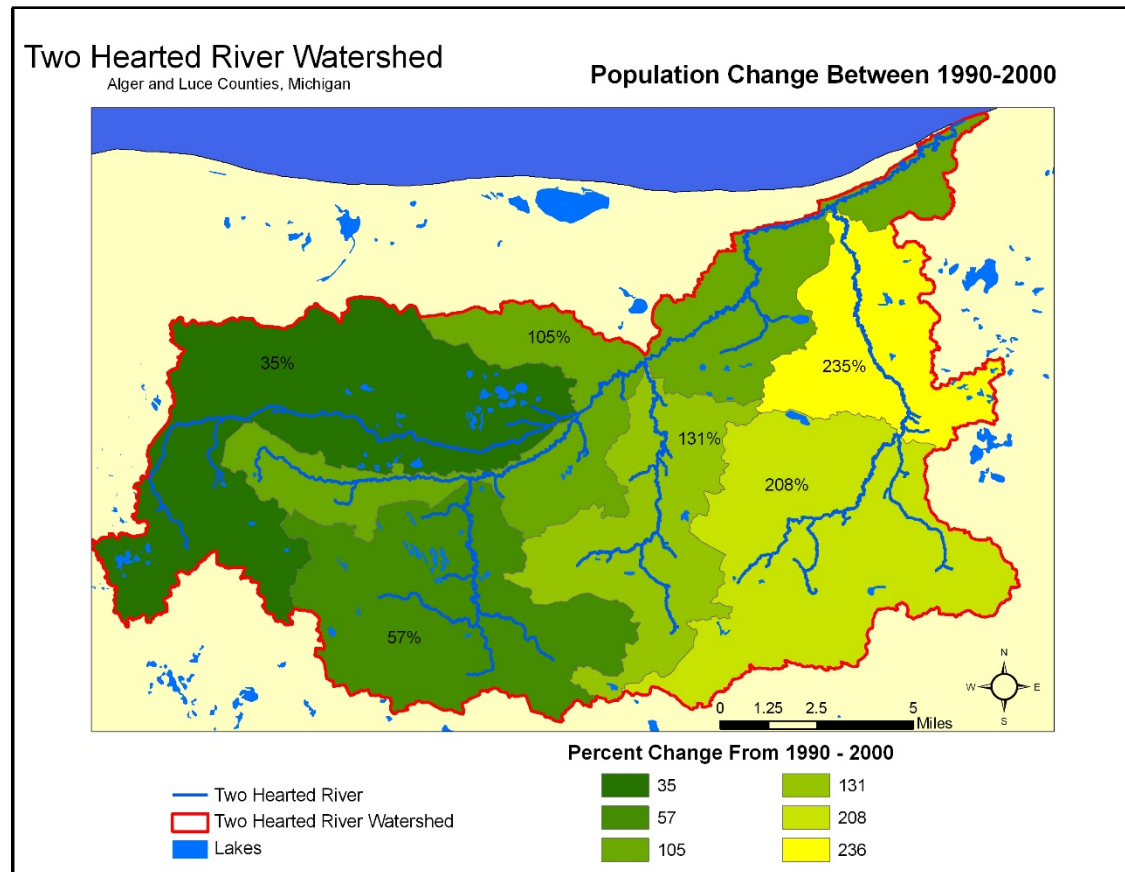 Two Hearted River Watershed
Alger and Luce Counties, Michigan
Population Change Between 1990-2000
105%
35%
235%
131%
208%
57%
N
W E
S
0 1.25 2.5 5
Miles
Percent Change From 1990 - 2000
Two Hearted River
Two Hearted River Watershed
Lakes
35
57
105
131
208
236